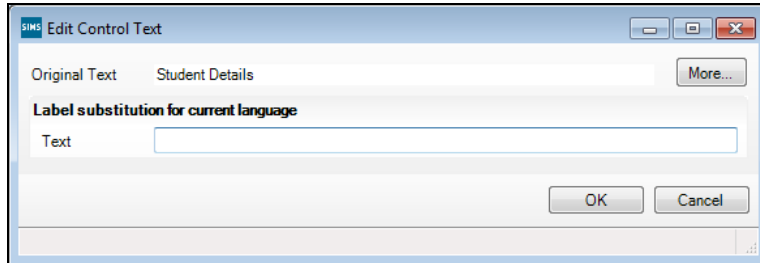 SIMS Edit Control Text
Original Text Student Details More...
Label substitution for current language
Text
OK Cancel